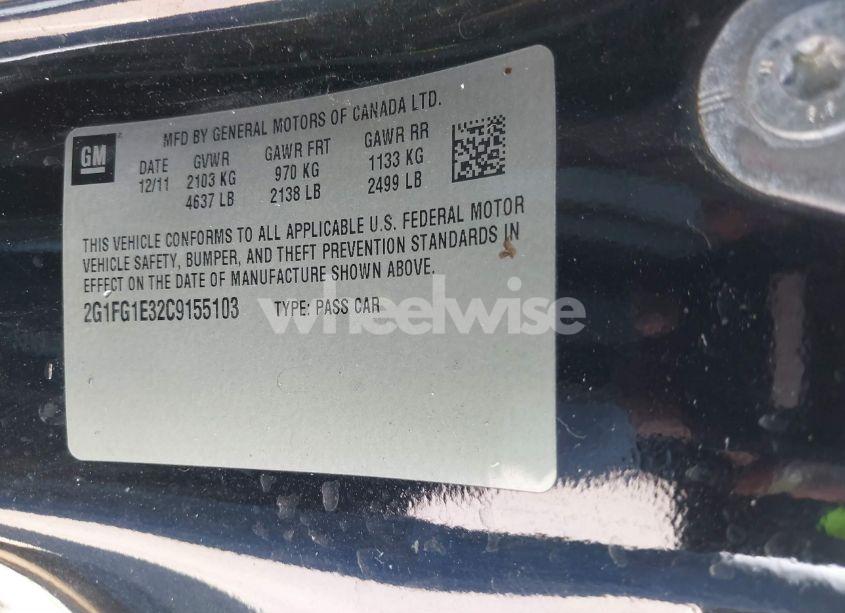 MFD BY GENERAL MOTORS OF CANADA LTD.
GM
DATE GVWR GAWR FRT GAWR RR
12/11 2103 KG 970 KG 1133 KG
4637 LB 2138 LB 2499 LB
THIS VEHICLE CONFORMS TO ALL APPLICABLE U.S. FEDERAL MOTOR
VEHICLE SAFETY, BUMPER, AND THEFT PREVENTION STANDARDS IN
EFFECT ON THE DATE OF MANUFACTURE SHOWN ABOVE.
2G1FG1E32C9155103 TYPE: PASS CAR
wheelwise